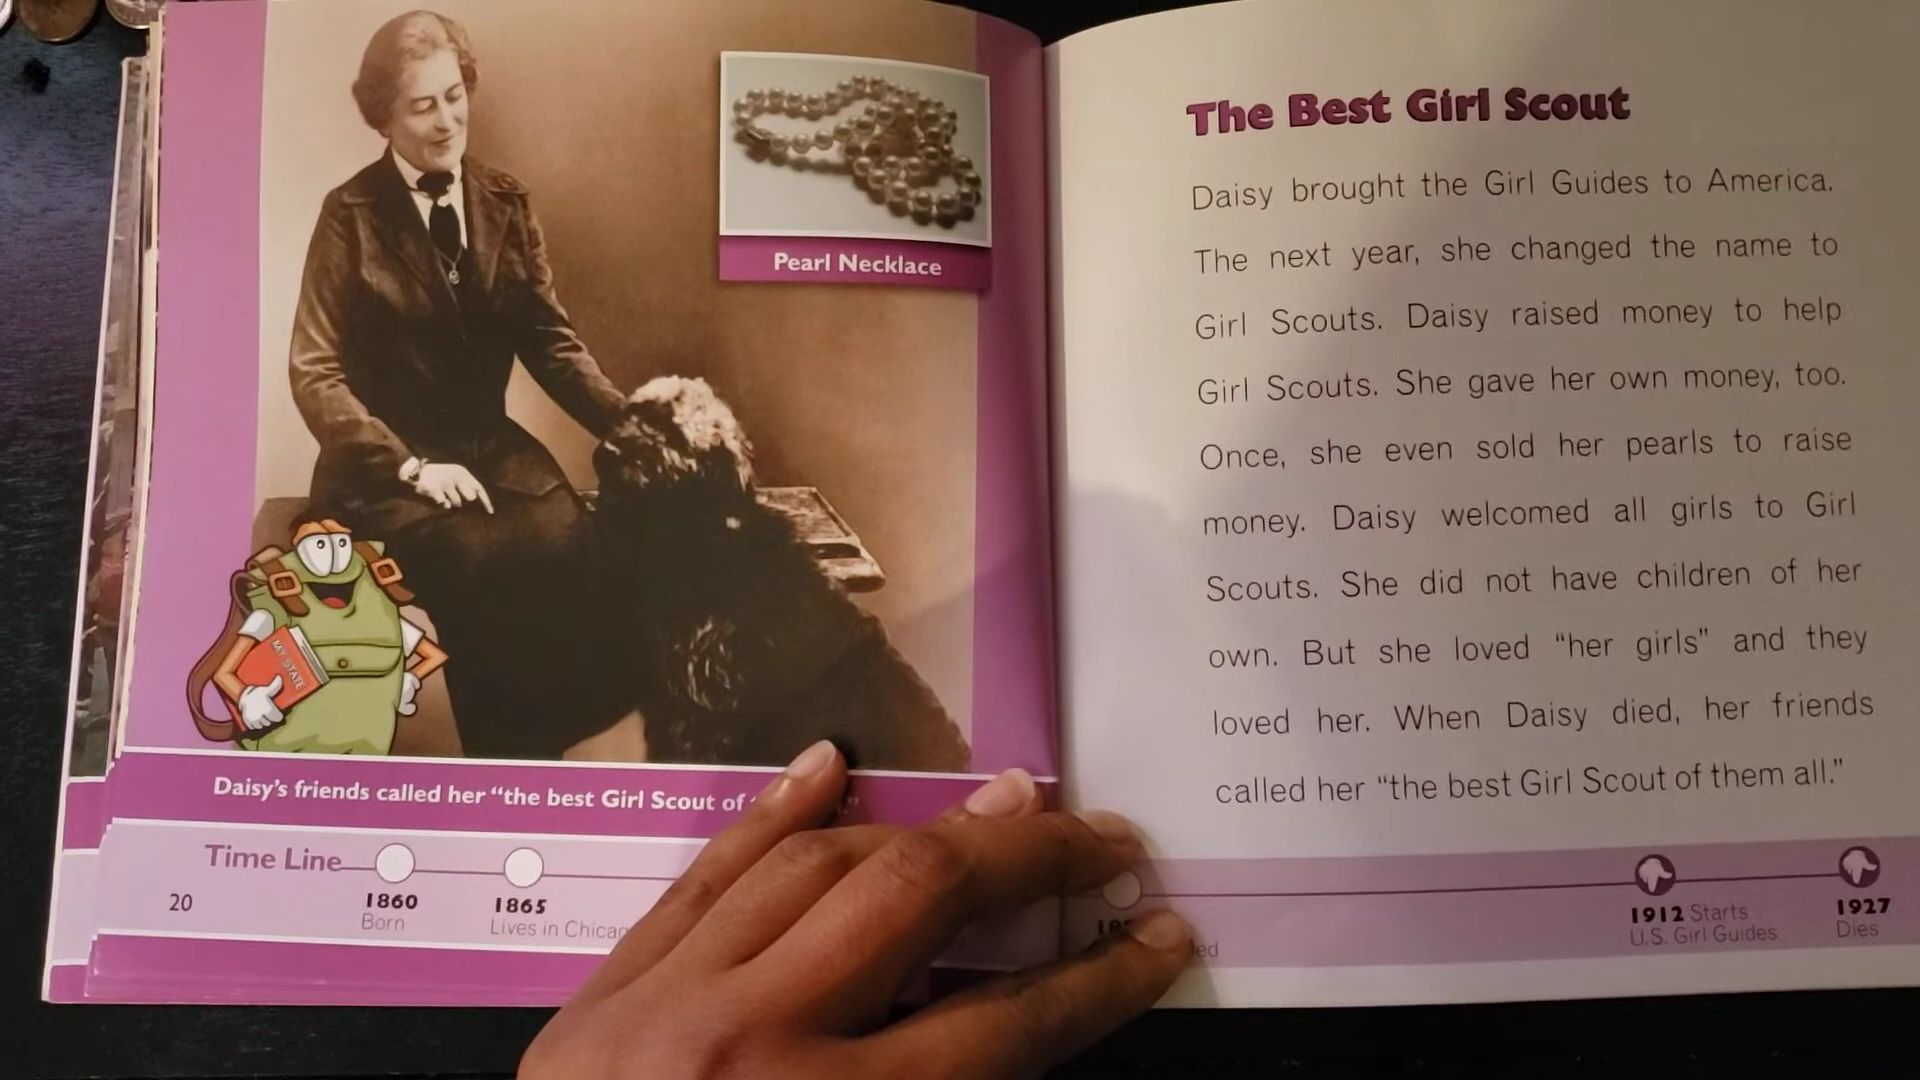 Pearl Necklace
MY STATE
Daisy's friends called her "the best Girl Scout of
Time Line
1860
Born
1865
Lives in
20
The Best Girl Scout
Daisy brought the Girl Guides to America.
The next year, she changed the name to
Girl Scouts. Daisy raised money to help
Girl Scouts. She gave her own money, too.
Once, she even sold her pearls to raise
money. Daisy welcomed all girls to Girl
Scouts. She did not have children of her
own. But she loved "her girls" and they
loved her. When Daisy died, her friends
called her "the best Girl Scout of them all."
1912 Starts
U.S. Girl Guides
1927
Dies